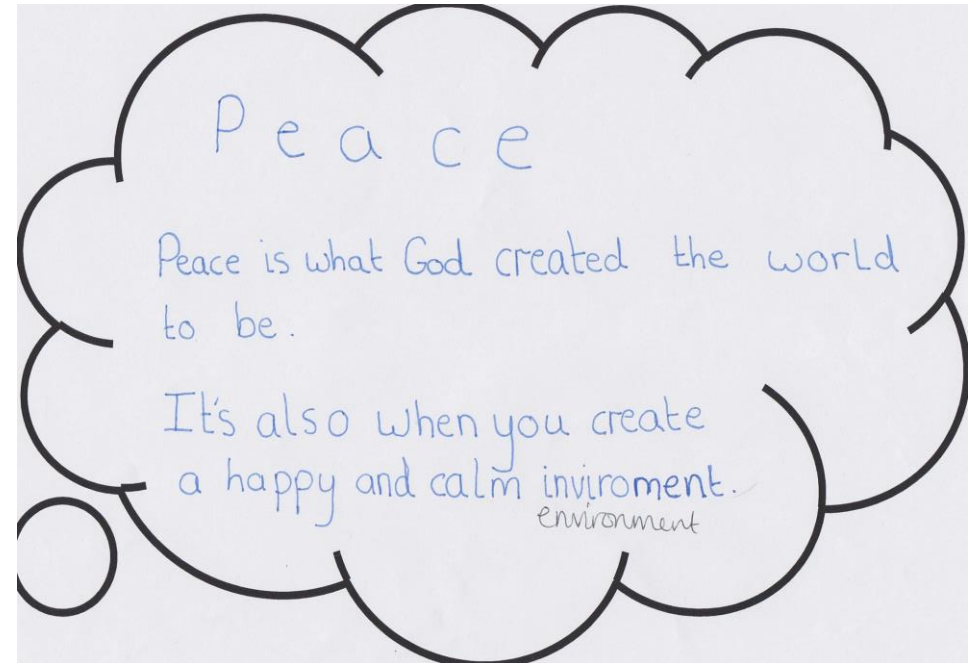 Peace
Peace is what God created the world
to be.
It's also when you create
a happy and calm inviroment.
environment